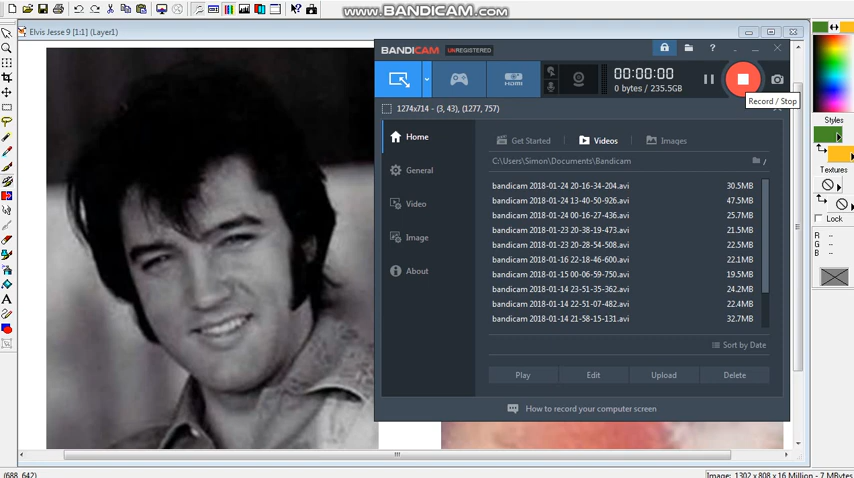 www.BANDICAM.com
Elvis Jesse 9 [1:1] (Layer1)
BANDICAM UNREGISTERED
HDMI
00:00:00
0 bytes / 235.5GB
Record / Stop
1274x714 - (3, 43), (1277, 757)
Home
General
Video
Image
About
Get Started Videos Images
C:\Users\Simon\Documents\Bandicam
bandicam 2018-01-24 20-16-34-204.avi 30.5MB
bandicam 2018-01-24 13-40-50-926.avi 47.5MB
bandicam 2018-01-24 00-16-27-436.avi 25.7MB
bandicam 2018-01-23 20-38-19-473.avi 21.5MB
bandicam 2018-01-23 20-28-54-508.avi 22.5MB
bandicam 2018-01-16 22-18-46-600.avi 22.1MB
bandicam 2018-01-15 00-06-59-750.avi 19.5MB
bandicam 2018-01-14 23-51-35-362.avi 24.2MB
bandicam 2018-01-14 22-51-07-482.avi 22.4MB
bandicam 2018-01-14 21-58-15-131.avi 32.7MB
Sort by Date
Play Edit Upload Delete
How to record your computer screen
Styles
Textures
Lock
R --
G --
B --
(688, 642)
Image: 1302 x 808 x 16 Million - 7 MBytes